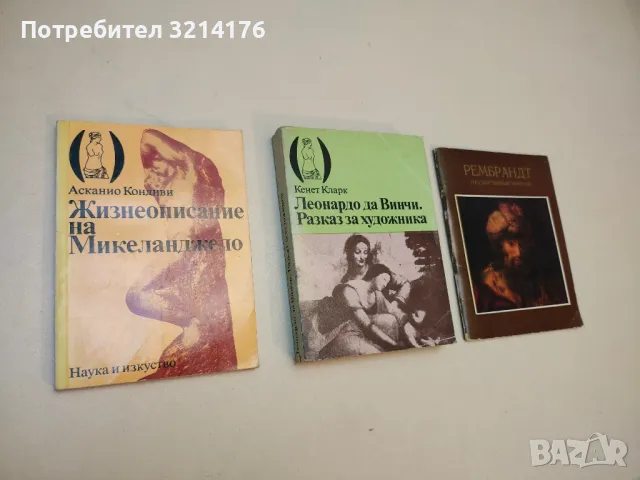 Потребител 3214176
Асканио Кондиви
Жизнеописание
на
Микеланджело
Наука и изкуство
Кенет Кларк
Леонардо да Винчи.
Разказ за художника
РЕМБРАНДТ
BAZAR
bg